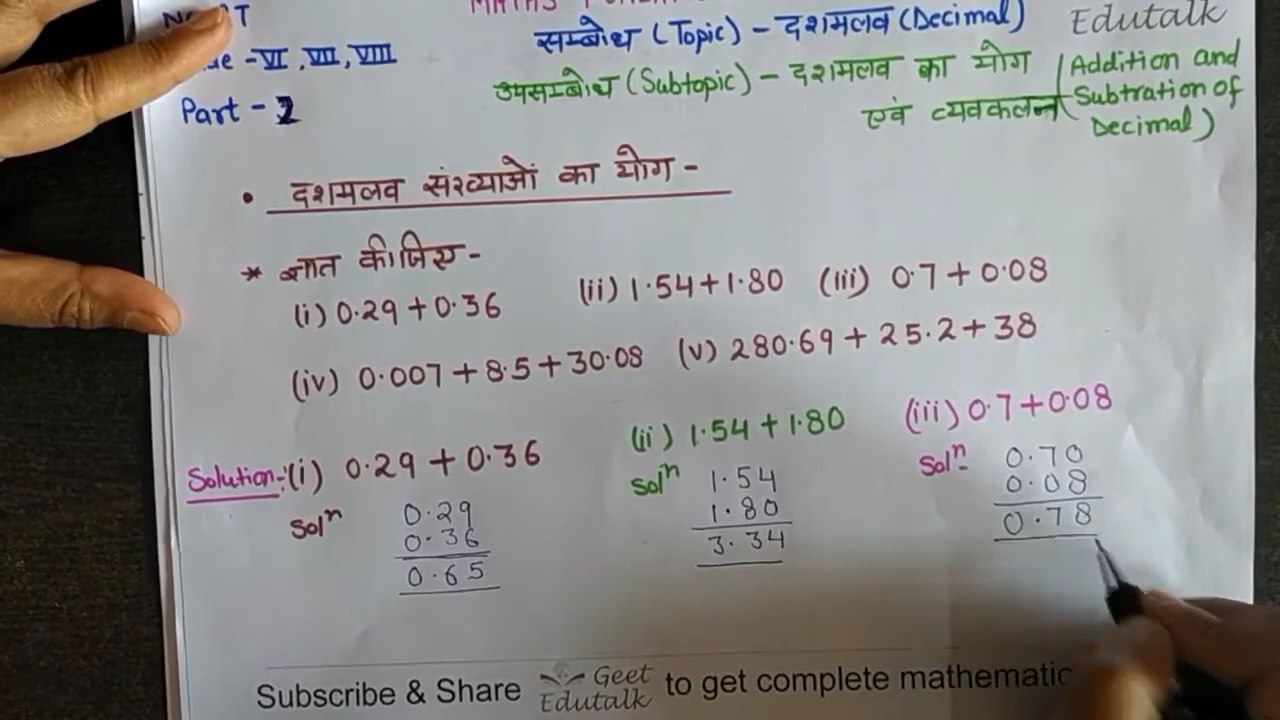 सम्बोध (Topic) - दशमलव (Decimal)
Edutalk
- VI, VII, VIII
उपसम्बोध (Subtopic) - दशमलव का योग
एवं व्यवकलन
(Addition and
Subtration of
Decimal)
Part - 2
• दशमलव संख्याओं का योग -
* ज्ञात कीजिए -
(i) 0.29 + 0.36 (ii) 1.54 + 1.80 (iii) 0.7 + 0.08
(iv) 0.007 + 8.5 + 30.08 (v) 280.69 + 25.2 + 38
Solution:- (i) 0.29 + 0.36
Solⁿ
0.29
0.36
0.65
(ii) 1.54 + 1.80
Solⁿ
1.54
1.80
3.34
(iii) 0.7 + 0.08
Solⁿ-
0.70
0.08
0.78
Subscribe & Share Geet Edutalk to get complete